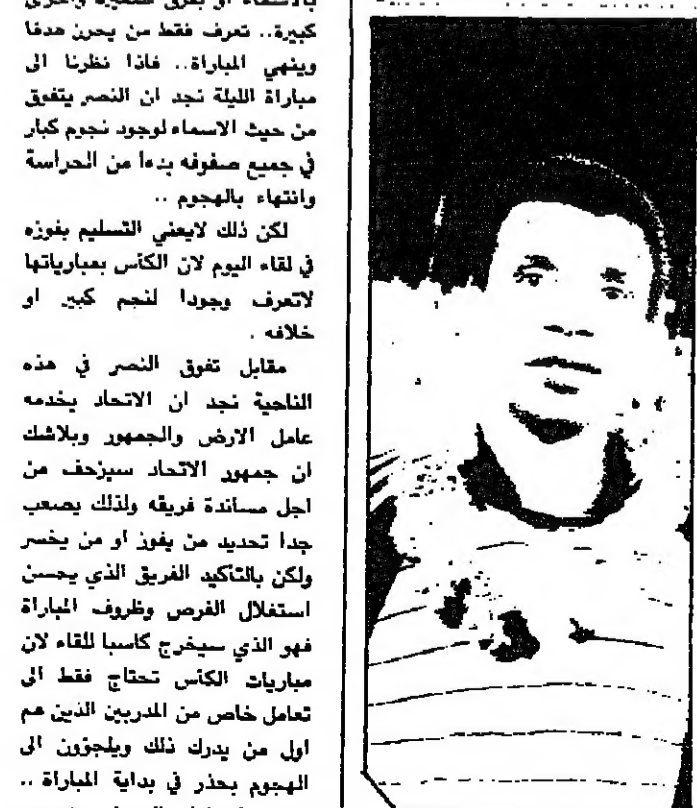 بالاسماء او بفرق صغيرة واخرى
كبيرة.. تعرف فقط من يحرز هدفا
وينهي المباراة.. فاذا نظرنا الى
مباراة الليلة نجد ان النصر يتفوق
من حيث الاسماء لوجود نجوم كبار
في جميع صفوفه بدءا من الحراسة
وانتهاء بالهجوم ..
لكن ذلك لايعني التسليم بفوزه
في لقاء اليوم لان الكأس بمبارياتها
لاتعرف وجودا لنجم كبير او
خلافه .
مقابل تفوق النصر في هذه
الناحية نجد ان الاتحاد يخدمه
عامل الارض والجمهور وبلاشك
ان جمهور الاتحاد سيزحف من
اجل مساندة فريقه ولذلك يصعب
جدا تحديد من يفوز او من يخسر
ولكن بالتاكيد الفريق الذي يحسن
استغلال الفرص وظروف المباراة
فهو الذي سيخرج كاسبا للقاء لان
مباريات الكأس تحتاج فقط الى
تعامل خاص من المدربين الذين هم
اول من يدرك ذلك ويلجؤون الى
الهجوم بحذر في بداية المباراة ..